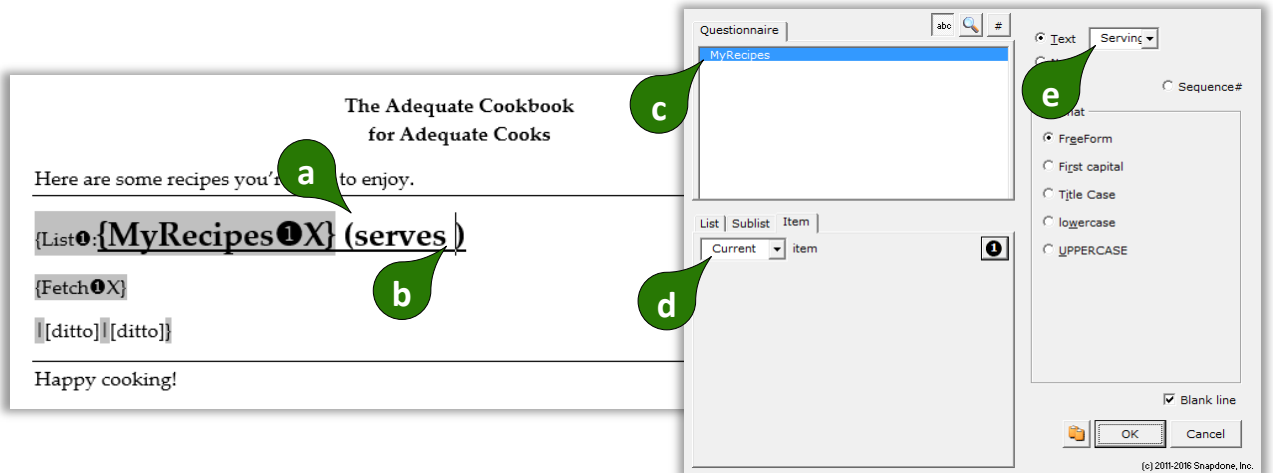 The Adequate Cookbook
for Adequate Cooks
Here are some recipes you’r to enjoy.
{List❶:{MyRecipes❶X} (serves )
{Fetch❶X}
|[ditto]|[ditto]}
Happy cooking!
a
b
c
d
e
Questionnaire
abc
#
MyRecipes
List | Sublist Item
Current item
❶
Text Serving
Sequence#
FreeForm
First capital
Title Case
lowercase
UPPERCASE
Blank line
OK Cancel
(c) 2011-2016 Snapdone, Inc.